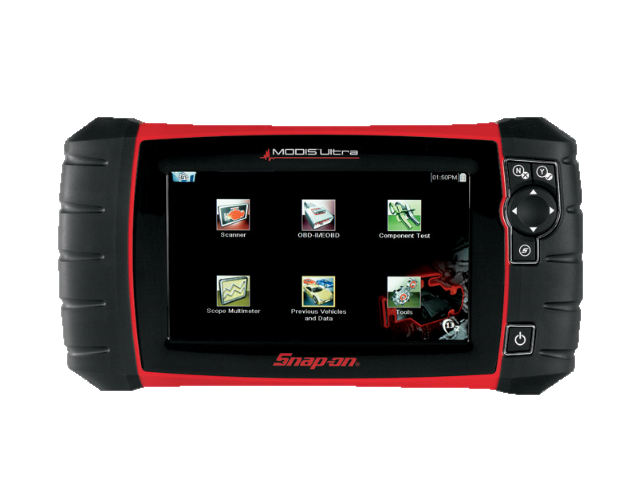 MODIS Ultra
01:50PM
N X
Y ✓
Scanner
OBD-II/EOBD
Component Test
S
Scope Multimeter
Previous Vehicles
and Data
Tools
Snap-on®